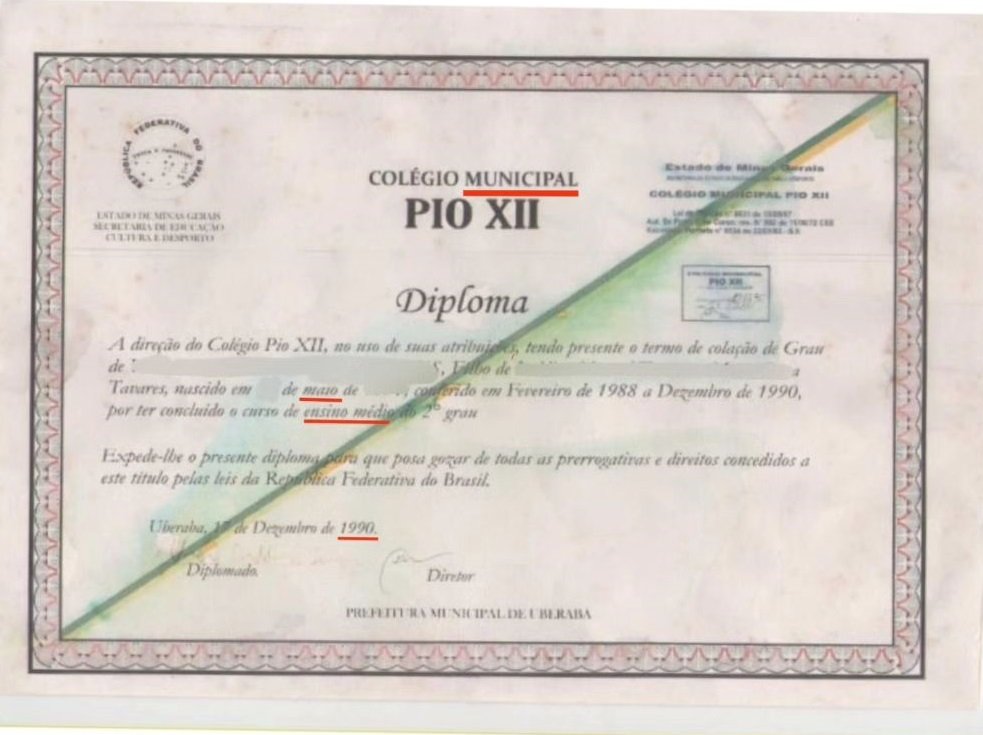 REPÚBLICA FEDERATIVA DO BRASIL
ESTADO DE MINAS GERAIS
SECRETARIA DE EDUCAÇÃO
CULTURA E DESPORTO
COLÉGIO MUNICIPAL
PIO XII
Estado de Minas Gerais
COLÉGIO MUNICIPAL PIO XII
PIO XII
Diploma
A direção do Colégio Pio XII, no uso de suas atribuições, tendo presente o termo de colação de Grau
de S, Filho de a
Tavares, nascido em de maio de , conferido em Fevereiro de 1988 a Dezembro de 1990,
por ter concluido o curso de ensino médio do 2° grau
Expede-lhe o presente diploma para que posa gozar de todas as prerrogativas e direitos concedidos a
este titulo pelas leis da República Federativa do Brasil.
Uberaba, 17 de Dezembro de 1990.
Diplomado.
Diretor
PREFEITURA MUNICIPAL DE UBERABA